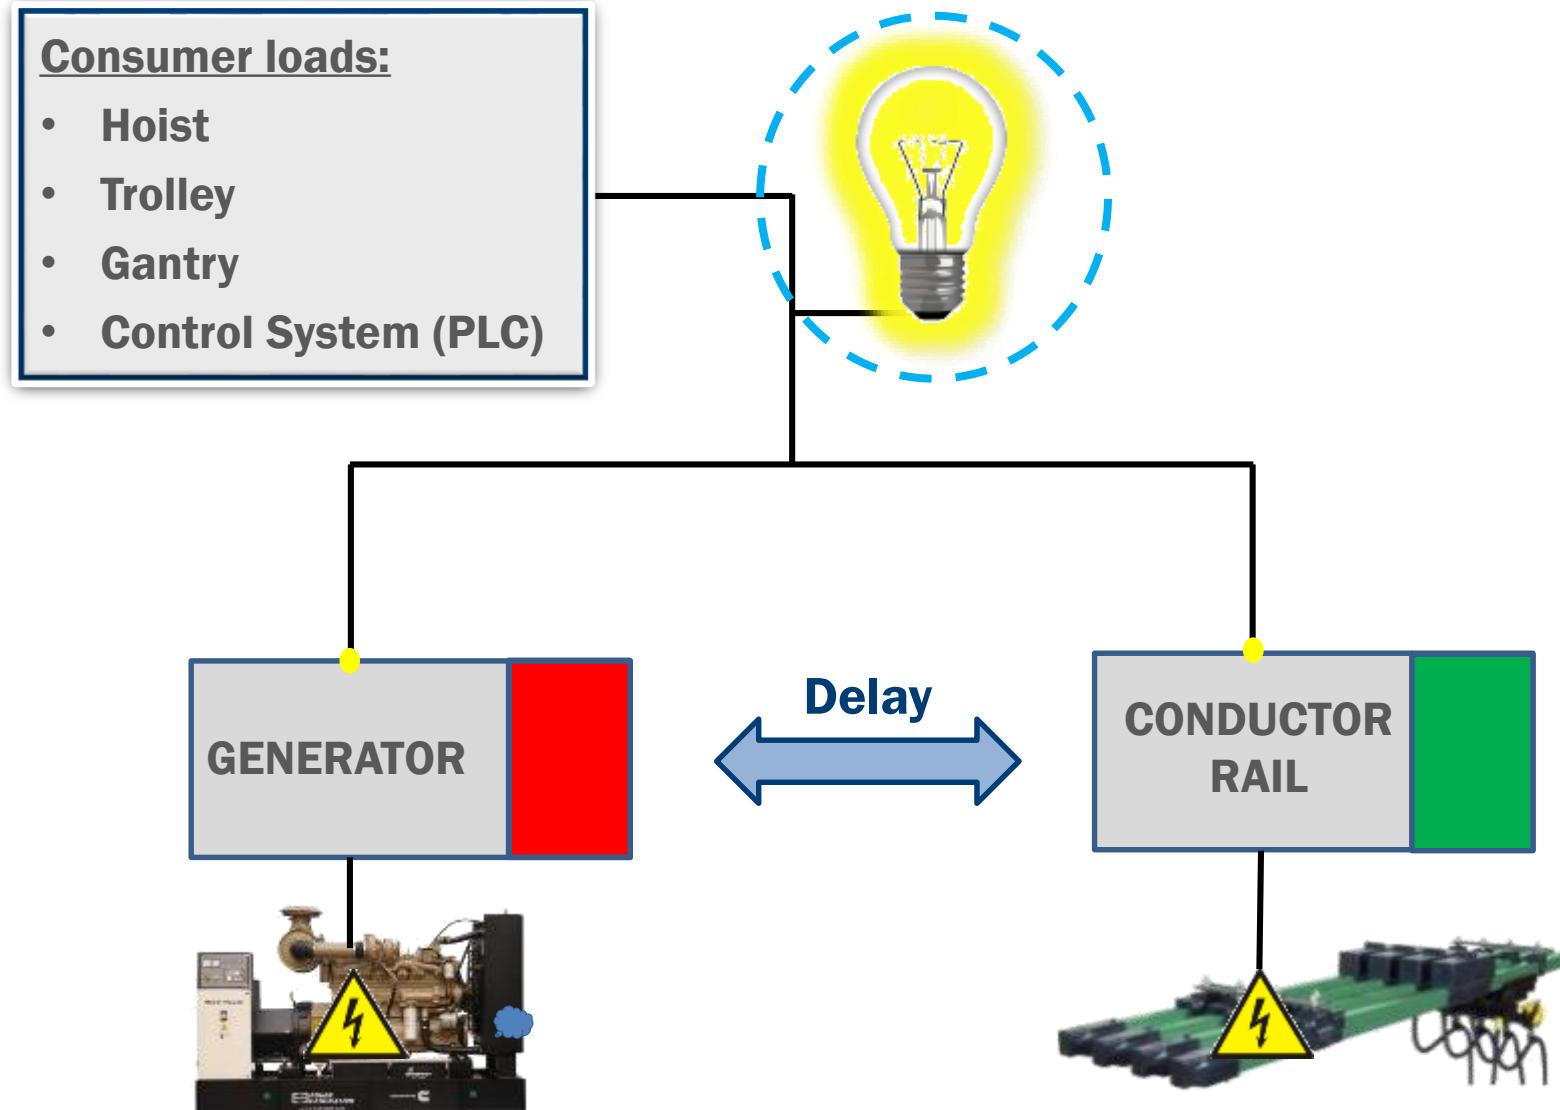 Consumer loads:
• Hoist
• Trolley
• Gantry
• Control System (PLC)
Delay
GENERATOR
CONDUCTOR
RAIL